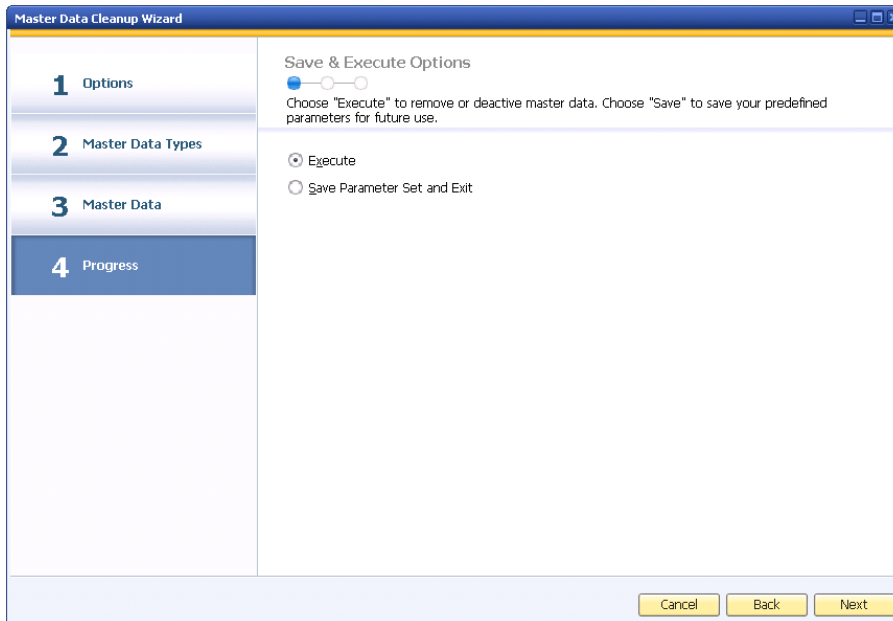 Master Data Cleanup Wizard
1 Options
2 Master Data Types
3 Master Data
4 Progress
Save & Execute Options
Choose "Execute" to remove or deactive master data. Choose "Save" to save your predefined
parameters for future use.
Execute
Save Parameter Set and Exit
Cancel Back Next